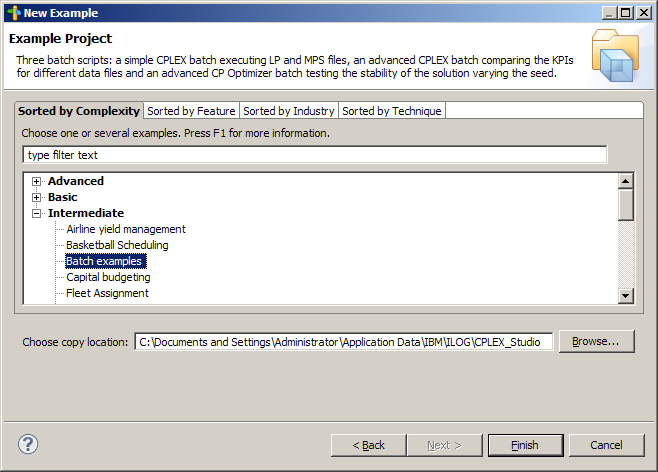 New Example
Example Project
Three batch scripts: a simple CPLEX batch executing LP and MPS files, an advanced CPLEX batch comparing the KPIs
for different data files and an advanced CP Optimizer batch testing the stability of the solution varying the seed.
Sorted by Complexity Sorted by Feature Sorted by Industry Sorted by Technique
Choose one or several examples. Press F1 for more information.
type filter text
Advanced
Basic
Intermediate
Airline yield management
Basketball Scheduling
Batch examples
Capital budgeting
Fleet Assignment
Choose copy location: C:\Documents and Settings\Administrator\Application Data\IBM\ILOG\CPLEX_Studio Browse...
? < Back Next > Finish Cancel